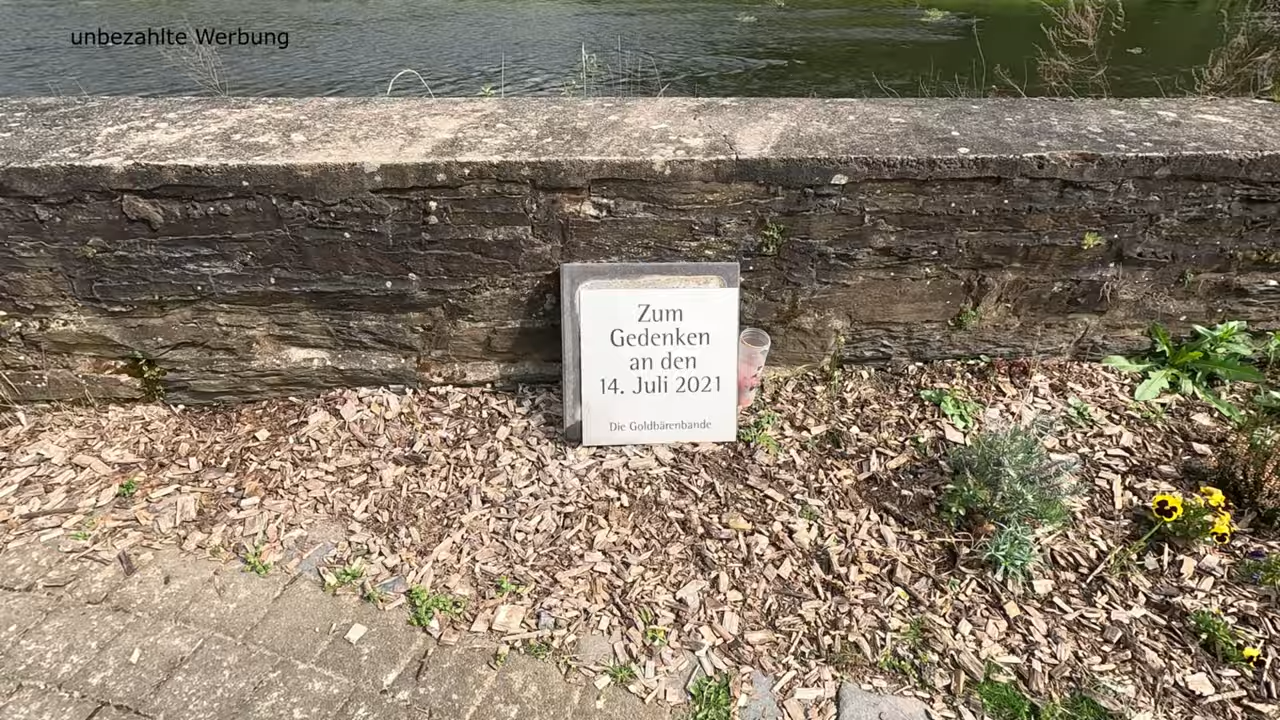 unbezahlte Werbung
Zum
Gedenken
an den
14. Juli 2021
Die Goldbärenbande